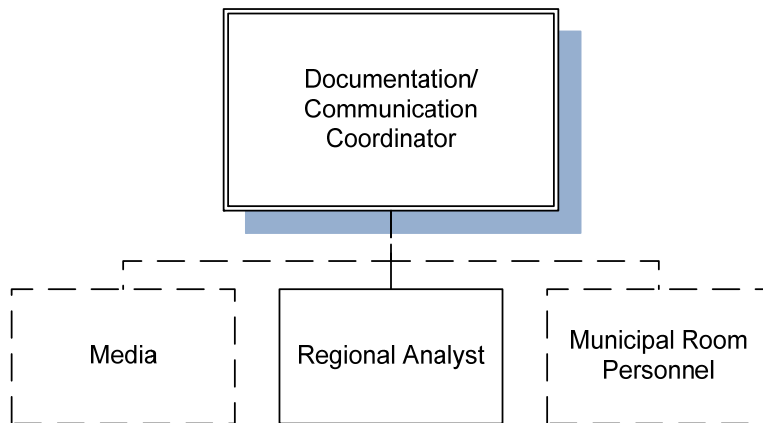 Documentation/
Communication
Coordinator
Media
Regional Analyst
Municipal Room
Personnel